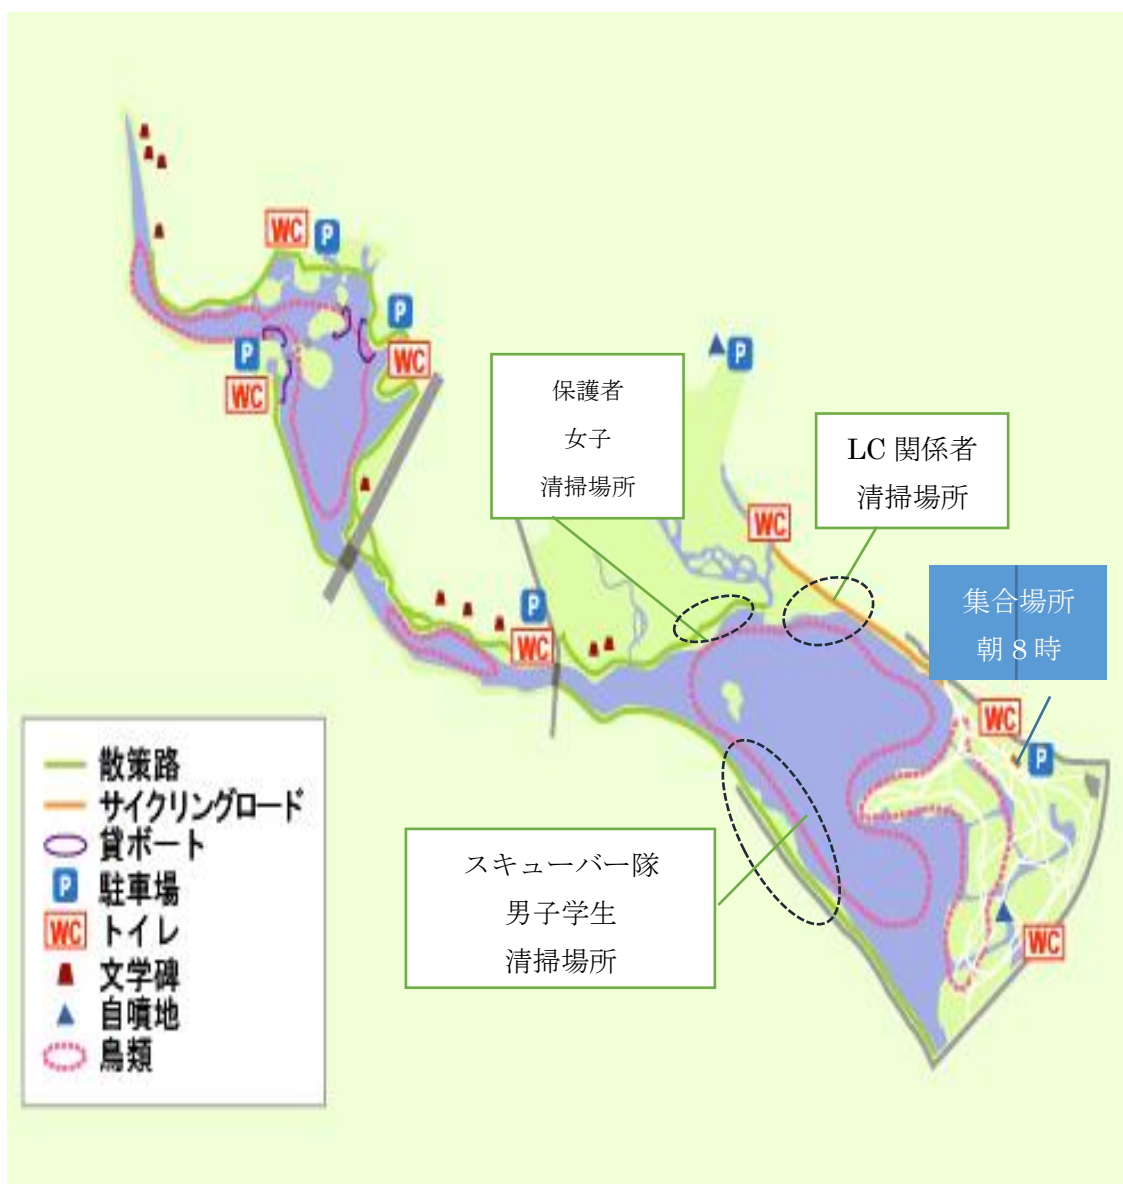 WC
P
P
WC
P
WC
P
保護者
女子
清掃場所
LC 関係者
清掃場所
WC
集合場所
朝 8 時
P
WC
WC
P
スキューバー隊
男子学生
清掃場所
WC
散策路
サイクリングロード
貸ボート
P 駐車場
WC トイレ
文学碑
自噴地
鳥類